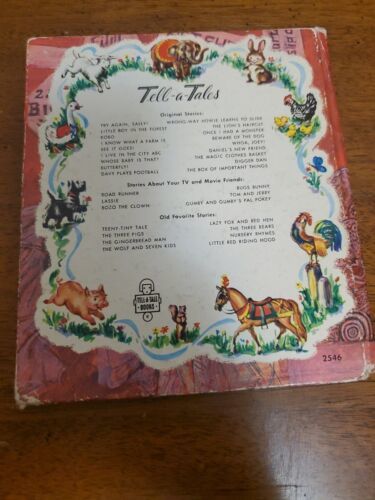 Tell-a-Tales
Original Stories:
TRY AGAIN, SALLY!
LITTLE BOY IN THE FOREST
BOBO
I KNOW WHAT A FARM IS
SEE IT GOES!
I LIVE IN THE CITY ABC
WHOSE BABY IS THAT?
BUTTERFLY!
DAVY PLAYS FOOTBALL
WRONG-WAY HOWIE LEARNS TO SLIDE
THE LION'S HAIRCUT
ONCE I HAD A MONSTER
BEWARE OF THE DOG
WHOA, JOEY!
DANIEL'S NEW FRIEND
THE MAGIC CLOTHES BASKET
DIGGER DAN
THE BOX OF IMPORTANT THINGS
Stories About Your TV and Movie Friends:
ROAD RUNNER
LASSIE
BOZO THE CLOWN
BUGS BUNNY
TOM AND JERRY
GUMBY AND GUMBY'S PAL POKEY
Old Favorite Stories:
TEENY-TINY TALE
THE THREE PIGS
THE GINGERBREAD MAN
THE WOLF AND SEVEN KIDS
LAZY FOX AND RED HEN
THE THREE BEARS
NURSERY RHYMES
LITTLE RED RIDING HOOD
TELL-A-TALE
BOOKS
2546